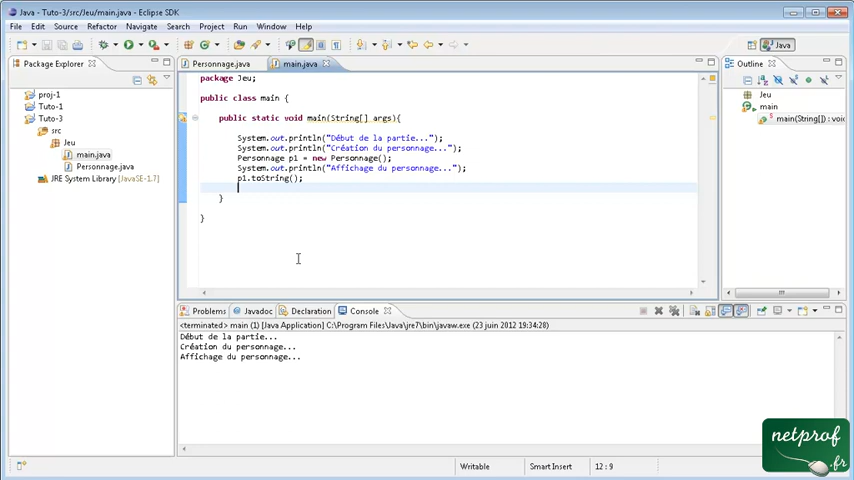 Java - Tuto-3/src/Jeu/main.java - Eclipse SDK
File Edit Source Refactor Navigate Search Project Run Window Help
Java
Package Explorer
proj-1
Tuto-1
Tuto-3
src
Jeu
main.java
Personnage.java
JRE System Library [JavaSE-1.7]
Personnage.java main.java
package Jeu;
public class main {
public static void main(String[] args){
System.out.println("Début de la partie...");
System.out.println("Création du personnage...");
Personnage p1 = new Personnage();
System.out.println("Affichage du personnage...");
p1.toString();
}
}
Outline
Jeu
main
main(String[]) : voi
Problems Javadoc Declaration Console
<terminated> main (1) [Java Application] C:\Program Files\Java\jre7\bin\javaw.exe (23 juin 2012 19:34:28)
Début de la partie...
Création du personnage...
Affichage du personnage...
Writable Smart Insert 12 : 9
netprof
.fr